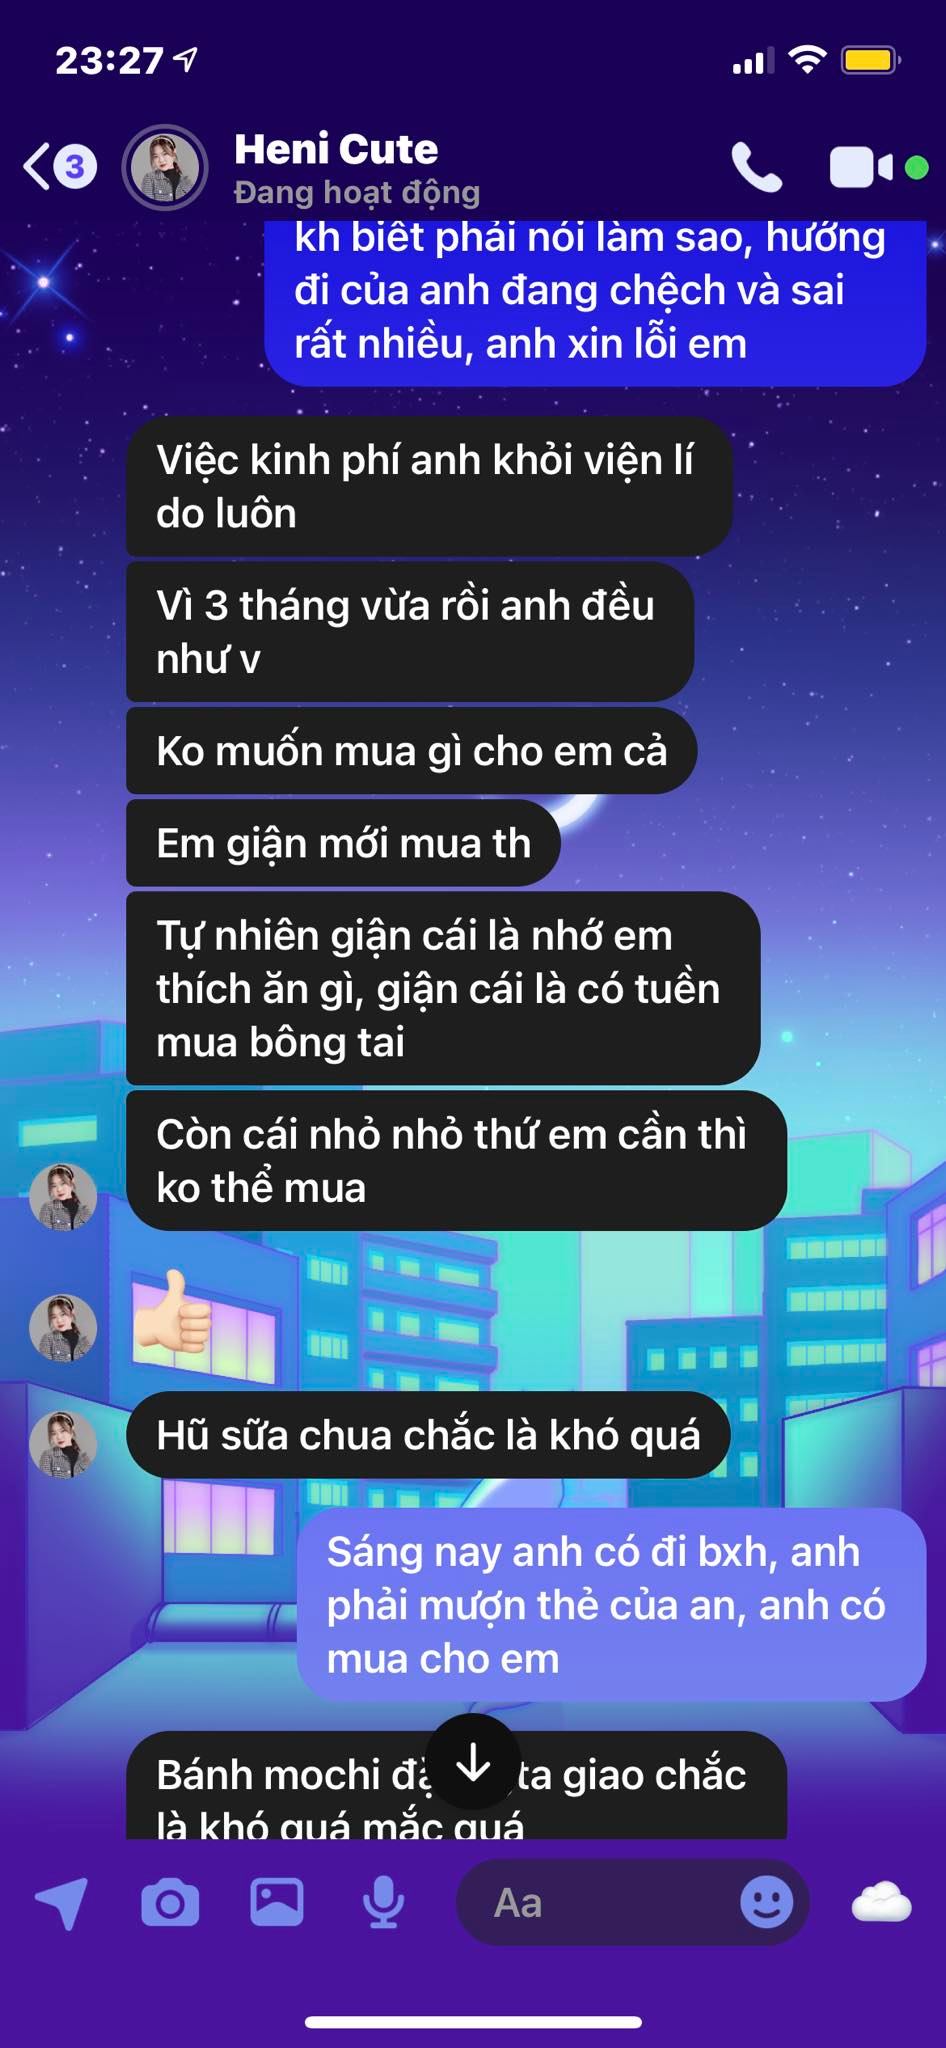 23:27
3
Heni Cute
Đang hoạt động
kh biết phải nói làm sao, hướng
đi của anh đang chệch và sai
rất nhiều, anh xin lỗi em
Việc kinh phí anh khỏi viện lí
do luôn
Vì 3 tháng vừa rồi anh đều
như v
Ko muốn mua gì cho em cả
Em giận mới mua th
Tự nhiên giận cái là nhớ em
thích ăn gì, giận cái là có tuền
mua bông tai
Còn cái nhỏ nhỏ thứ em cần thì
ko thể mua
Hũ sữa chua chắc là khó quá
Sáng nay anh có đi bxh, anh
phải mượn thẻ của an, anh có
mua cho em
Bánh mochi ta giao chắc
là khó quá mắc quá
Aa